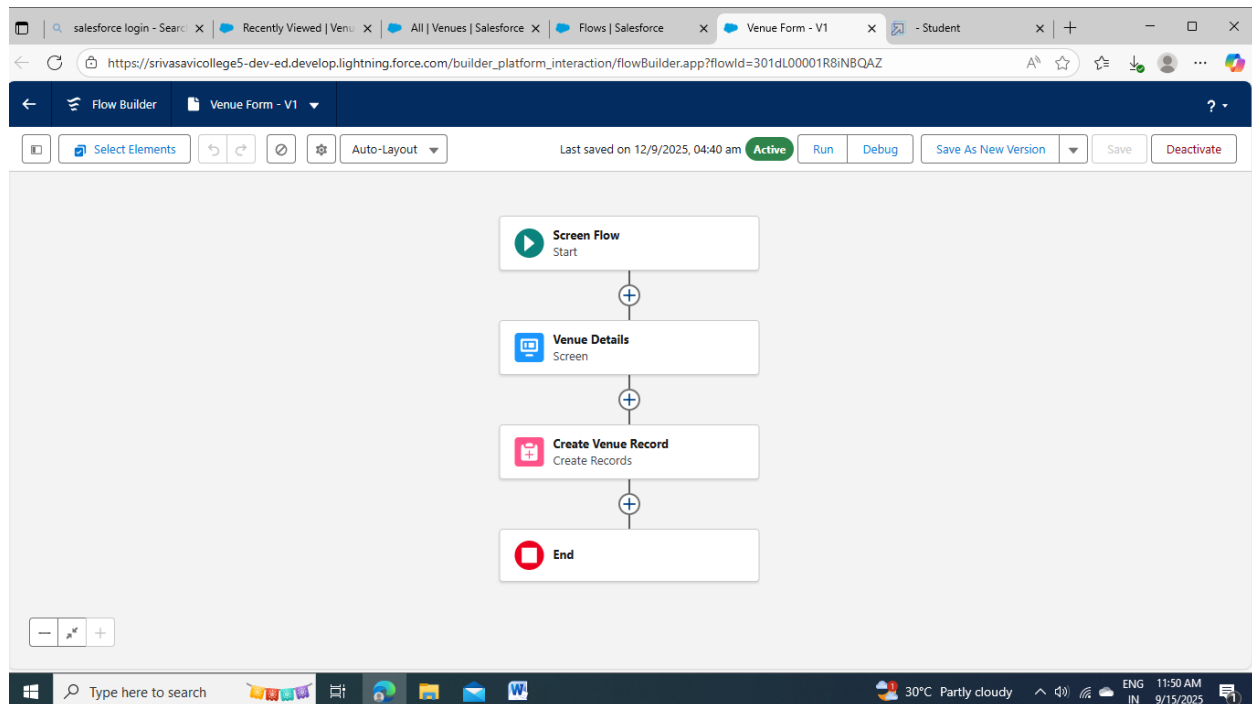 salesforce login - Searc
Recently Viewed | Venu
All | Venues | Salesforce
Flows | Salesforce
Venue Form - V1
- Student
https://srivasavicollege5-dev-ed.develop.lightning.force.com/builder_platform_interaction/flowBuilder.app?flowId=301dL00001R8iNBQAZ
Flow Builder
Venue Form - V1
?
Select Elements
Auto-Layout
Last saved on 12/9/2025, 04:40 am
Active
Run
Debug
Save As New Version
Save
Deactivate
Screen Flow
Start
Venue Details
Screen
Create Venue Record
Create Records
End
Type here to search
30°C Partly cloudy
ENG
IN
11:50 AM
9/15/2025
1